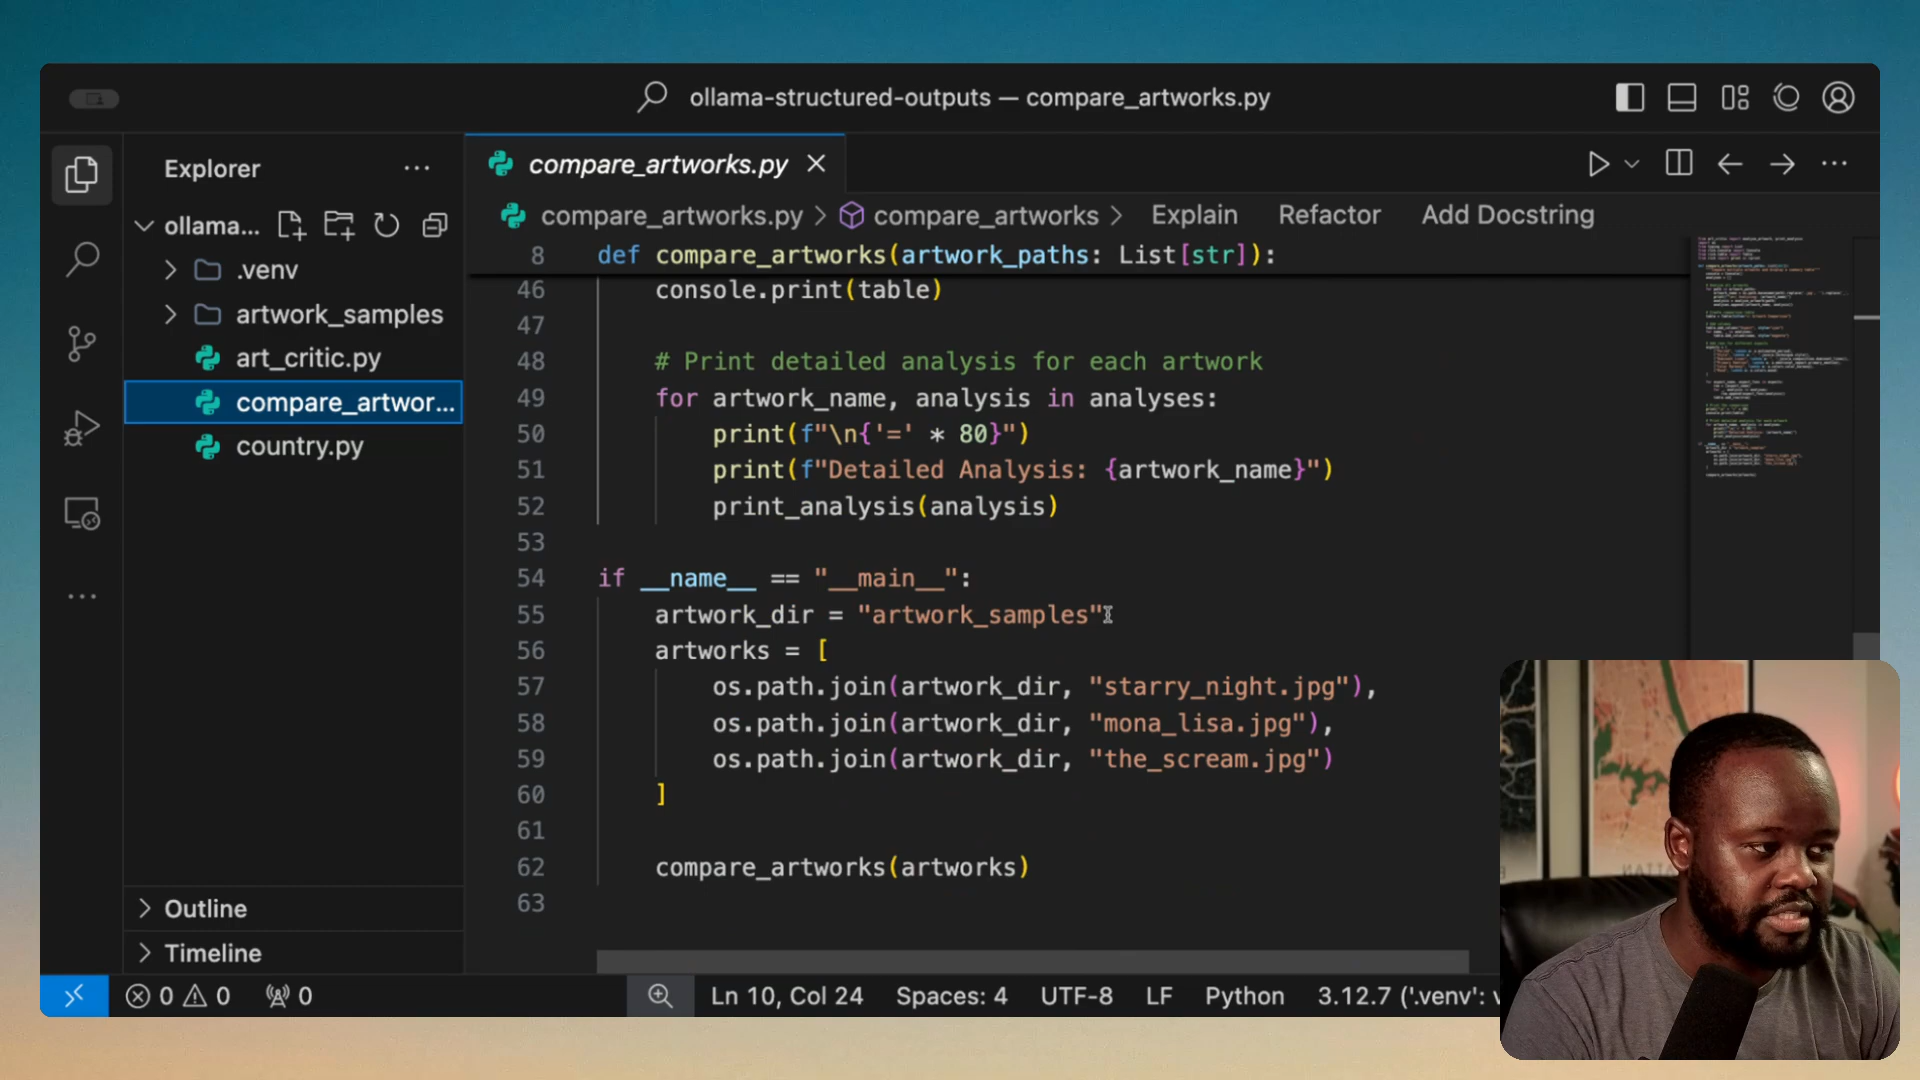 ollama-structured-outputs — compare_artworks.py
Explorer
compare_artworks.py
ollama...
compare_artworks.py > compare_artworks > Explain Refactor Add Docstring
.venv
artwork_samples
art_critic.py
compare_artwor...
country.py
8 def compare_artworks(artwork_paths: List[str]):
46 console.print(table)
47
48 # Print detailed analysis for each artwork
49 for artwork_name, analysis in analyses:
50 print(f"\n{'=' * 80}")
51 print(f"Detailed Analysis: {artwork_name}")
52 print_analysis(analysis)
53
54 if __name__ == "__main__":
55 artwork_dir = "artwork_samples"
56 artworks = [
57 os.path.join(artwork_dir, "starry_night.jpg"),
58 os.path.join(artwork_dir, "mona_lisa.jpg"),
59 os.path.join(artwork_dir, "the_scream.jpg")
60 ]
61
62 compare_artworks(artworks)
63
Outline
Timeline
0 0 0 Ln 10, Col 24 Spaces: 4 UTF-8 LF Python 3.12.7 ('.venv': v